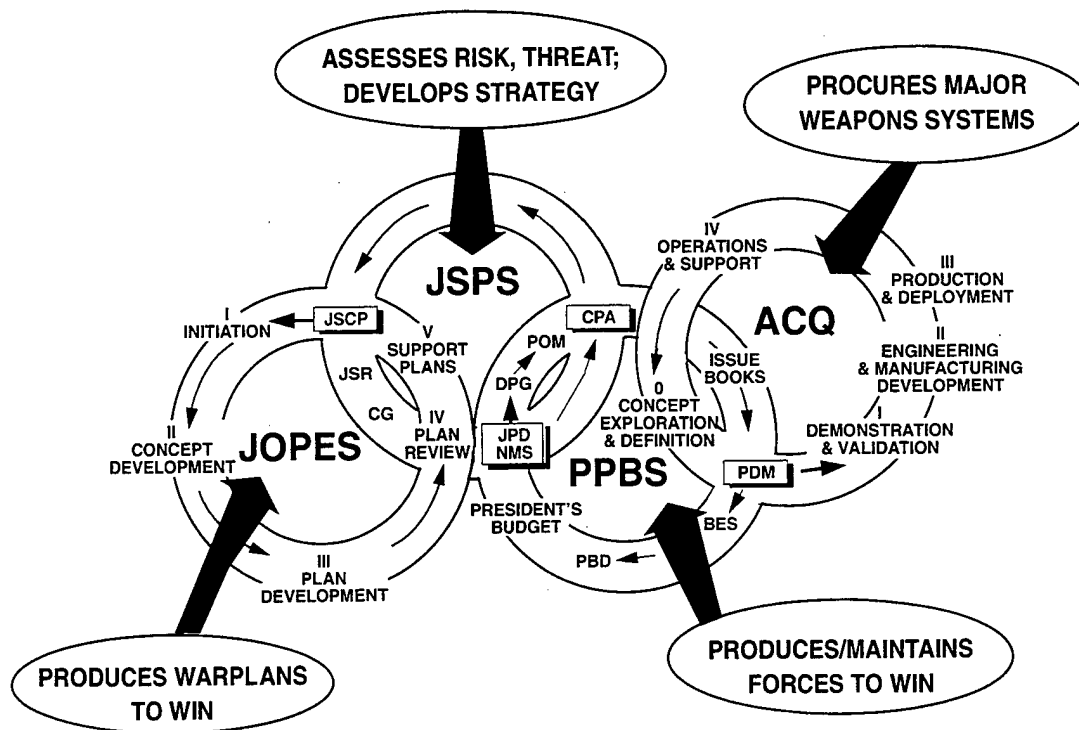 ASSESSES RISK, THREAT;
DEVELOPS STRATEGY
PROCURES MAJOR
WEAPONS SYSTEMS
JSPS
JSCP
CPA
I
INITIATION
V
SUPPORT
PLANS
JSR
CG
IV
PLAN
REVIEW
II
CONCEPT
DEVELOPMENT
JOPES
III
PLAN
DEVELOPMENT
POM
DPG
JPD
NMS
PRESIDENT'S
BUDGET
PPBS
ISSUE
BOOKS
PDM
BES
PBD
IV
OPERATIONS
& SUPPORT
0
CONCEPT
EXPLORATION
& DEFINITION
ACQ
III
PRODUCTION
& DEPLOYMENT
II
ENGINEERING
& MANUFACTURING
DEVELOPMENT
I
DEMONSTRATION
& VALIDATION
PRODUCES WARPLANS
TO WIN
PRODUCES/MAINTAINS
FORCES TO WIN